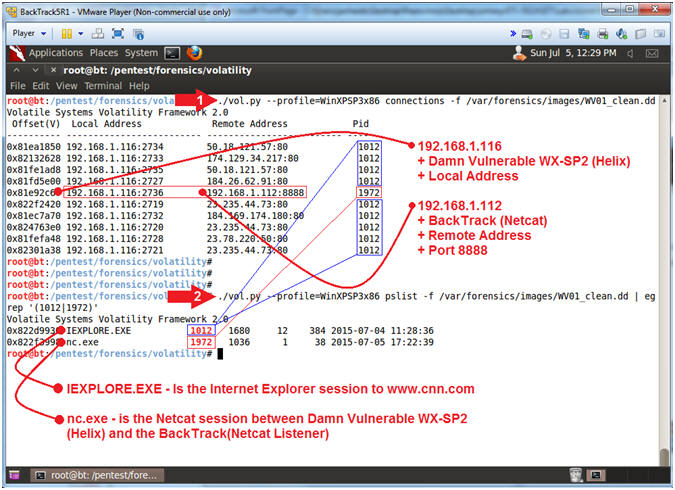 BackTrack5R1 - VMware Player (Non-commercial use only)
Player
Applications Places System
Sun Jul 5, 12:29 PM
root@bt: /pentest/forensics/volatility
File Edit View Terminal Help
root@bt:/pentest/forensics/vola 1 ./vol.py --profile=WinXPSP3x86 connections -f /var/forensics/images/WV01_clean.dd
Volatile Systems Volatility Framework 2.0
Offset(V) Local Address Remote Address Pid
0x81ea1850 192.168.1.116:2734 50.18.121.57:80 1012
0x82132628 192.168.1.116:2733 174.129.34.217:80 1012
0x81fe1ad8 192.168.1.116:2735 50.18.121.57:80 1012
0x81fd5e00 192.168.1.116:2727 184.26.62.91:80 1012
0x81e92c6 192.168.1.116:2736 192.168.1.112:8888 1972
0x822f2420 192.168.1.116:2719 23.235.44.73:80 1012
0x81ec7a70 192.168.1.116:2732 184.169.174.180:80 1012
0x824763e0 192.168.1.116:2720 23.235.44.73:80 1012
0x81fefa48 192.168.1.116:2728 23.78.220.50:80 1012
0x82301a38 192.168.1.116:2721 23.235.44.73:80 1012
192.168.1.116
+ Damn Vulnerable WX-SP2 (Helix)
+ Local Address
192.168.1.112
+ BackTrack (Netcat)
+ Remote Address
+ Port 8888
root@bt:/pentest/forensics/volatility#
root@bt:/pentest/forensics/volatility#
root@bt:/pentest/forensics/vola 2 ./vol.py --profile=WinXPSP3x86 pslist -f /var/forensics/images/WV01_clean.dd | eg
rep '(1012|1972)'
Volatile Systems Volatility Framework 2.0
0x822d993 IEXPLORE.EXE 1012 1680 12 384 2015-07-04 11:28:36
0x822f3998 nc.exe 1972 1036 1 38 2015-07-05 17:22:39
root@bt:/pentest/forensics/volatility#
IEXPLORE.EXE - Is the Internet Explorer session to www.cnn.com
nc.exe - is the Netcat session between Damn Vulnerable WX-SP2
(Helix) and the BackTrack(Netcat Listener)
root@bt: /pentest/fore...